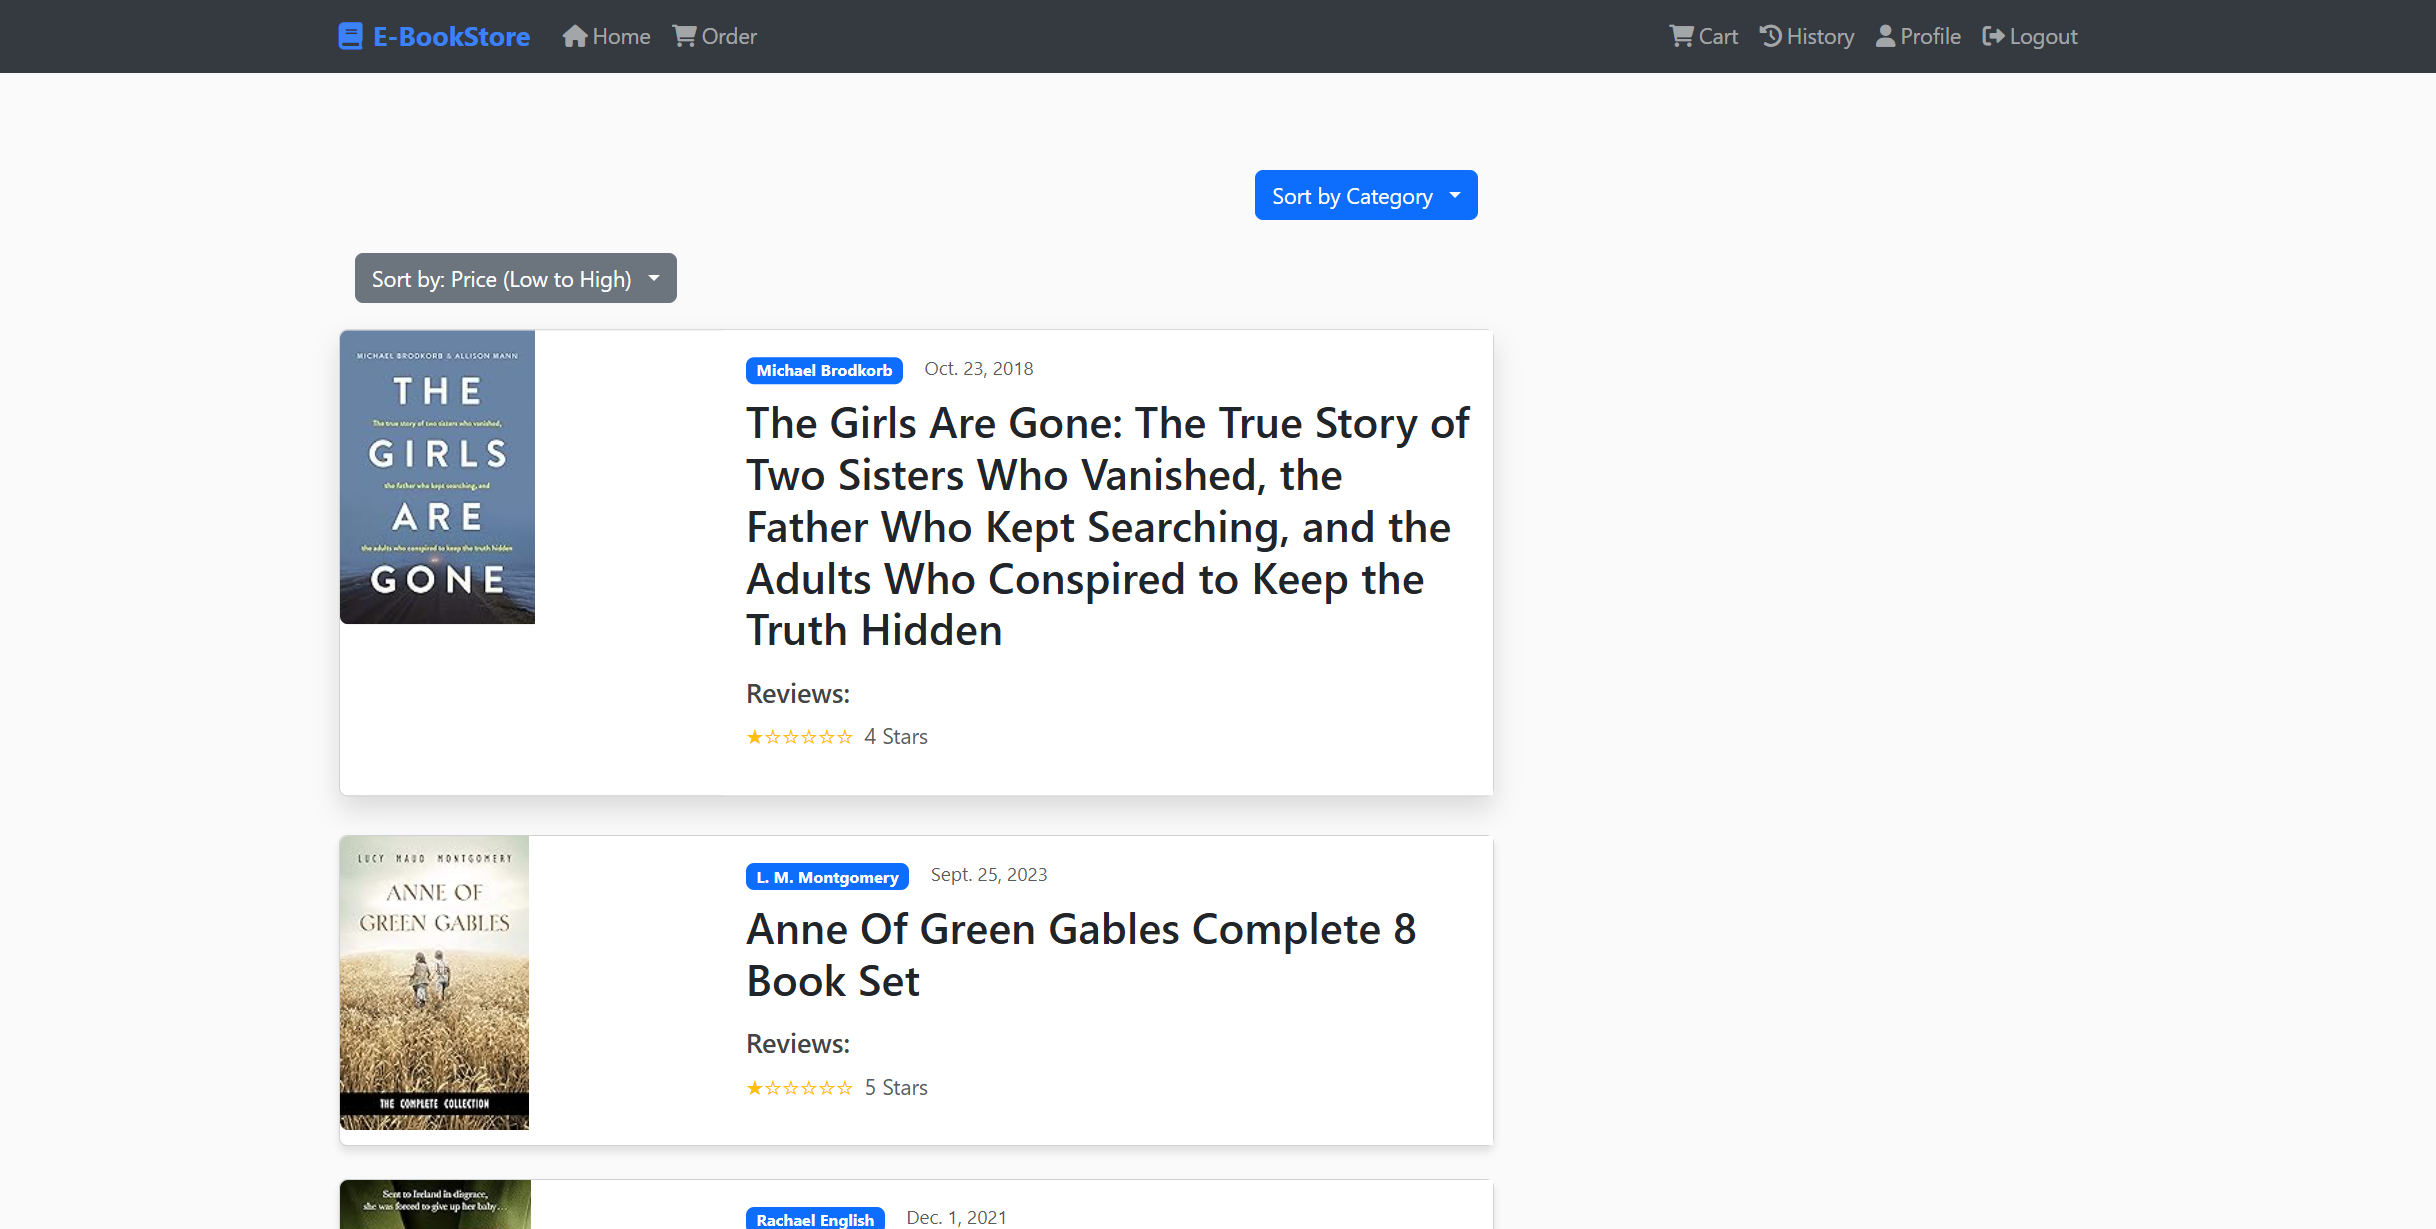 E-BookStore Home Order Cart History Profile Logout
Sort by Category
Sort by: Price (Low to High)
MICHAEL BRODKORB & ALLISON MANN
THE
The true story of two sisters who vanished,
GIRLS
the father who kept searching, and
ARE
the adults who conspired to keep the truth hidden
GONE
Michael Brodkorb Oct. 23, 2018
The Girls Are Gone: The True Story of
Two Sisters Who Vanished, the
Father Who Kept Searching, and the
Adults Who Conspired to Keep the
Truth Hidden
Reviews:
★☆☆☆☆☆ 4 Stars
LUCY MAUD MONTGOMERY
ANNE OF
GREEN GABLES
THE COMPLETE COLLECTION
L. M. Montgomery Sept. 25, 2023
Anne Of Green Gables Complete 8
Book Set
Reviews:
★☆☆☆☆☆ 5 Stars
Sent to Ireland in disgrace,
she was forced to give up her baby...
Rachael English Dec. 1, 2021